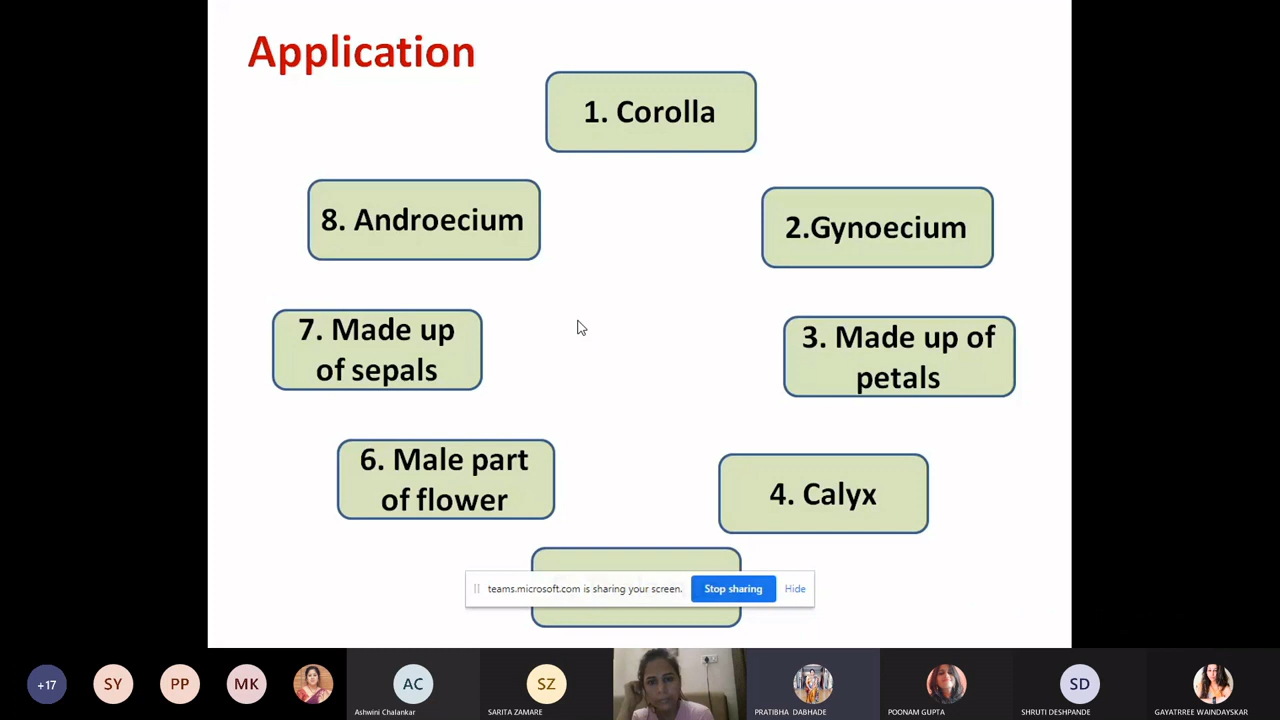 Application
1. Corolla
8. Androecium
2.Gynoecium
7. Made up
of sepals
3. Made up of
petals
6. Male part
of flower
4. Calyx
teams.microsoft.com is sharing your screen.
Stop sharing
Hide
+17
SY
PP
MK
AC
SZ
SD
Ashwini Chalankar
SARITA ZAMARE
PRATIBHA DABHADE
POONAM GUPTA
SHRUTI DESHPANDE
GAYATRREE WAINDAYSKAR